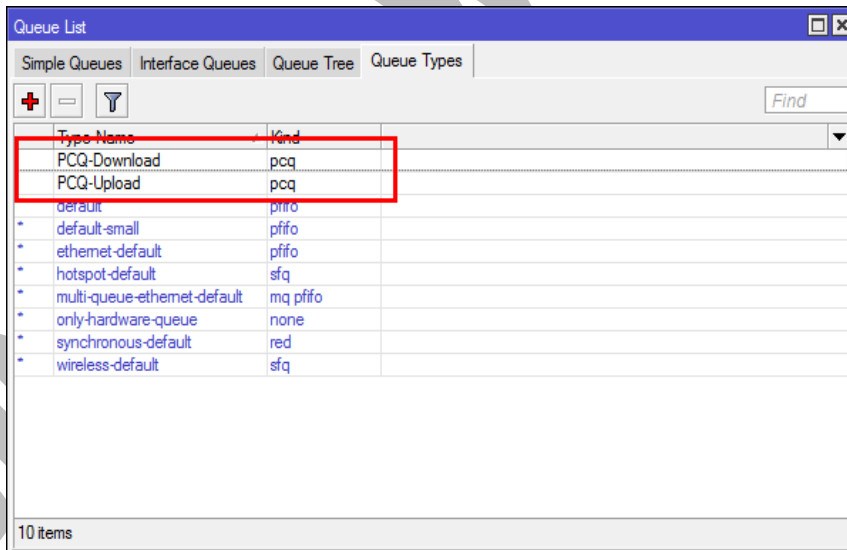 Queue List
Simple Queues Interface Queues Queue Tree Queue Types
Find
Type Name Kind
PCQ-Download pcq
PCQ-Upload pcq
default pfifo
* default-small pfifo
* ethernet-default pfifo
* hotspot-default sfq
* multi-queue-ethernet-default mq pfifo
* only-hardware-queue none
* synchronous-default red
* wireless-default sfq
10 items